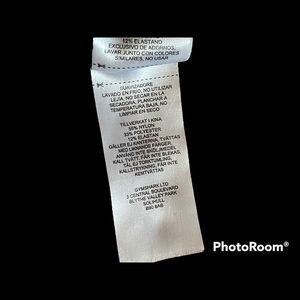 12% ELASTANO
EXCLUSIVO DE ADORNOS,
LAVAR JUNTO CON COLORES
SIMILARES, NO USAR
SUAVIZADORE
LAVADO EN FRIO, NO UTILIZAR
LEJIA, NO SECAR EN LA
SECADORA, PLANCHAR A
TEMPERATURA BAJA, NO
LIMPIAR EN SECO
TILLVERKAT I KINA
55% NYLON
33% POLYESTER
12% ELASTAN
GÄLLER EJ KANTERNA, TVÄTTAS
MED LIKNANDE FÄRGER,
ANVÄND INTE SKÖLJMEDEL
KALL TVÄTT, FÅR INTE BLEKAS,
TÅL EJ TORKTUMLING,
KALLSTRYKNING, FÅR INTE
KEMTVÄTTAS
GYMSHARK LTD
3 CENTRAL BOULEVARD
BLYTHE VALLEY PARK
SOLIHULL
B90 8AB
PhotoRoom®